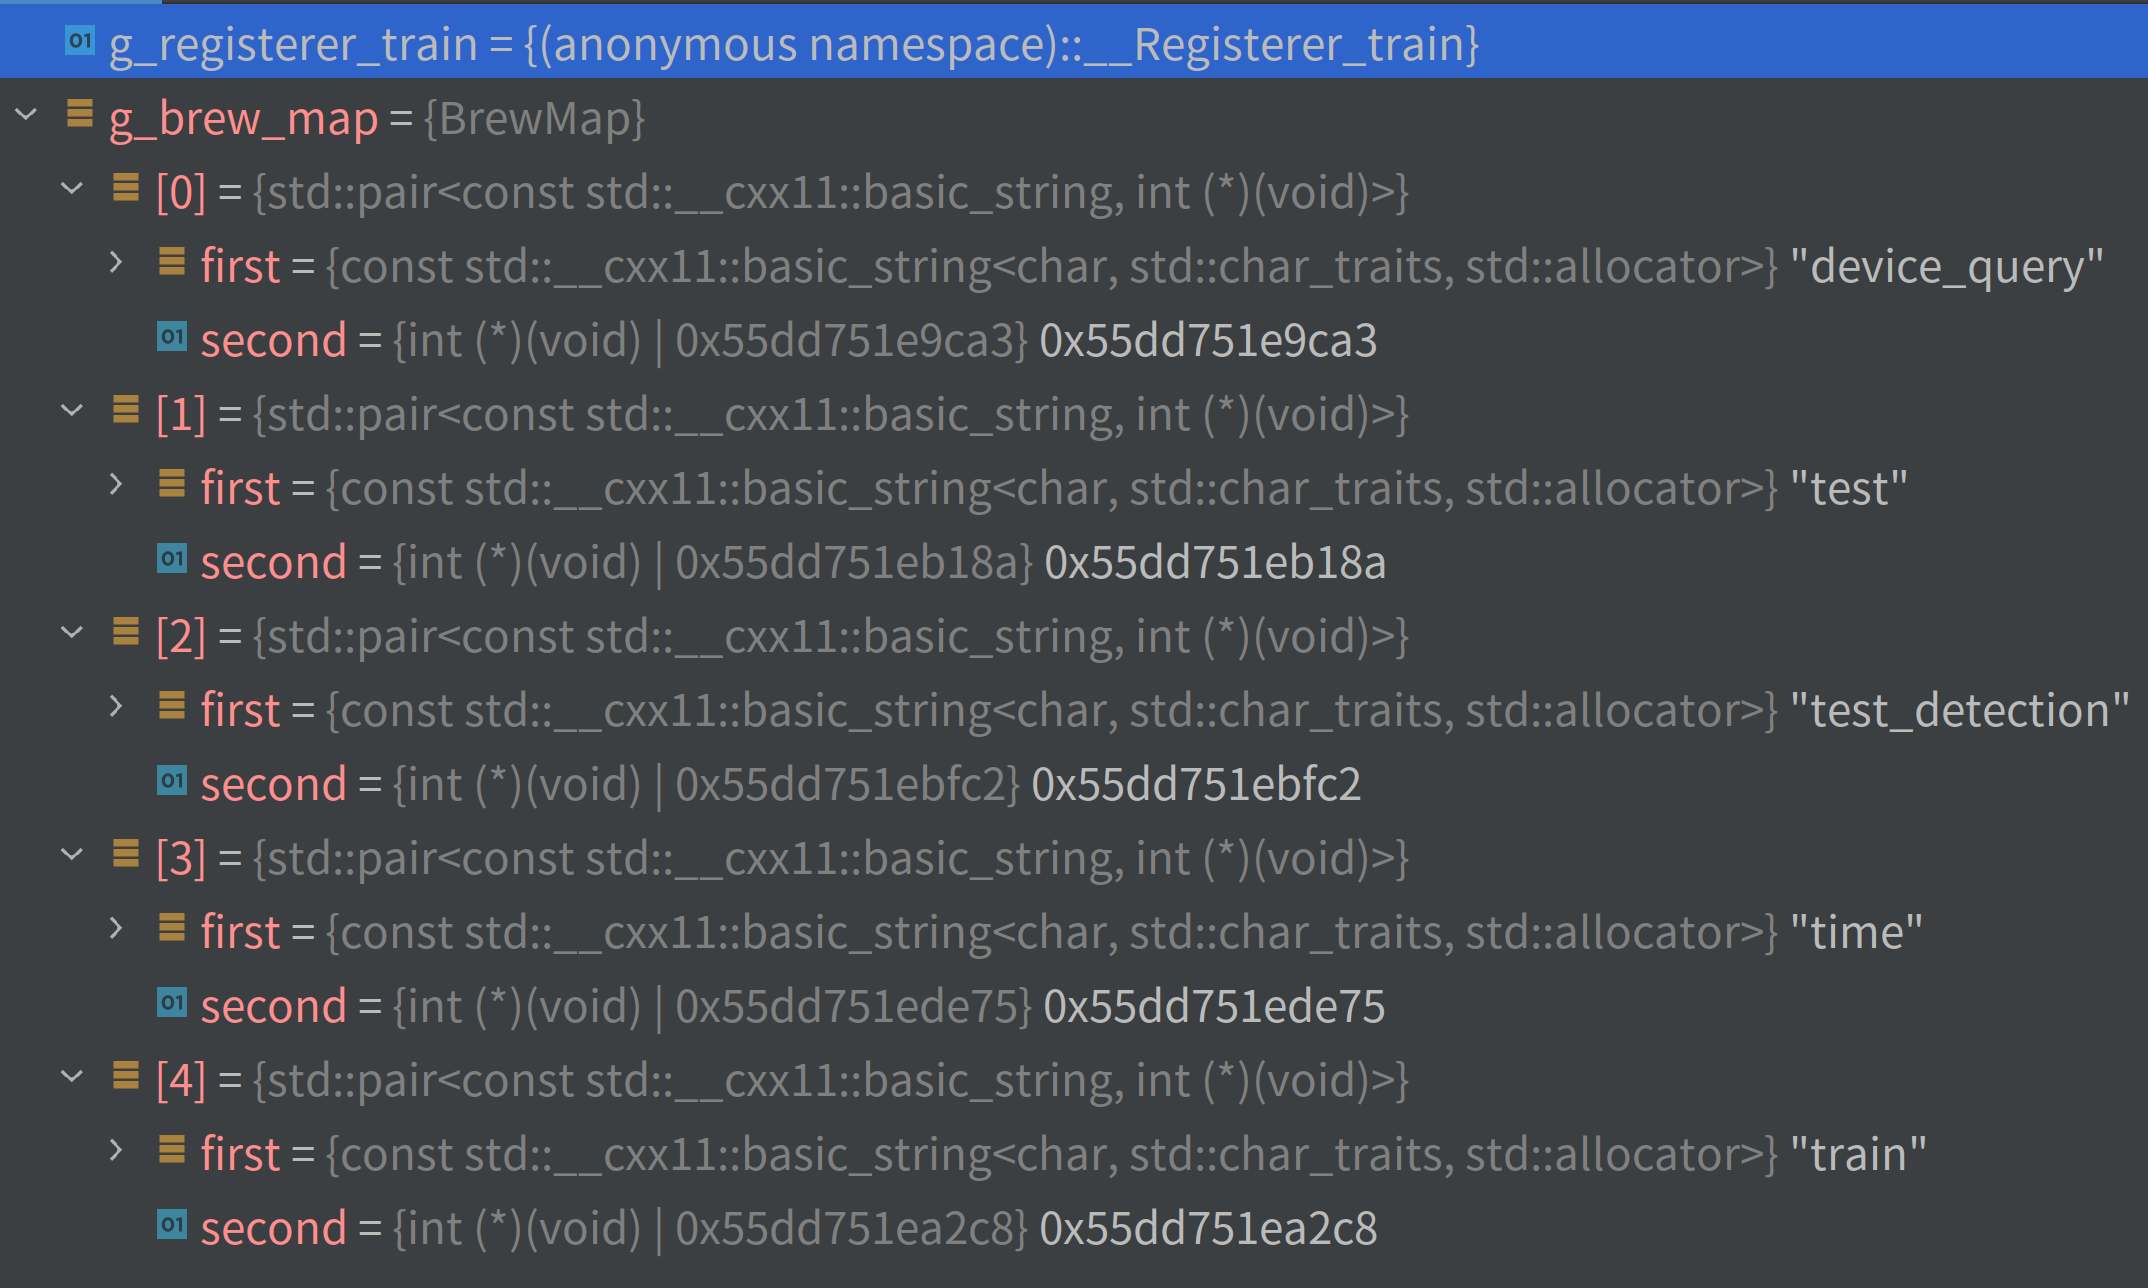 01 g_registerer_train = {(anonymous namespace)::__Registerer_train}
g_brew_map = {BrewMap}
[0] = {std::pair<const std::__cxx11::basic_string, int (*)(void)>}
first = {const std::__cxx11::basic_string<char, std::char_traits, std::allocator>} "device_query"
01 second = {int (*)(void) | 0x55dd751e9ca3} 0x55dd751e9ca3
[1] = {std::pair<const std::__cxx11::basic_string, int (*)(void)>}
first = {const std::__cxx11::basic_string<char, std::char_traits, std::allocator>} "test"
01 second = {int (*)(void) | 0x55dd751eb18a} 0x55dd751eb18a
[2] = {std::pair<const std::__cxx11::basic_string, int (*)(void)>}
first = {const std::__cxx11::basic_string<char, std::char_traits, std::allocator>} "test_detection"
01 second = {int (*)(void) | 0x55dd751ebfc2} 0x55dd751ebfc2
[3] = {std::pair<const std::__cxx11::basic_string, int (*)(void)>}
first = {const std::__cxx11::basic_string<char, std::char_traits, std::allocator>} "time"
01 second = {int (*)(void) | 0x55dd751ede75} 0x55dd751ede75
[4] = {std::pair<const std::__cxx11::basic_string, int (*)(void)>}
first = {const std::__cxx11::basic_string<char, std::char_traits, std::allocator>} "train"
01 second = {int (*)(void) | 0x55dd751ea2c8} 0x55dd751ea2c8